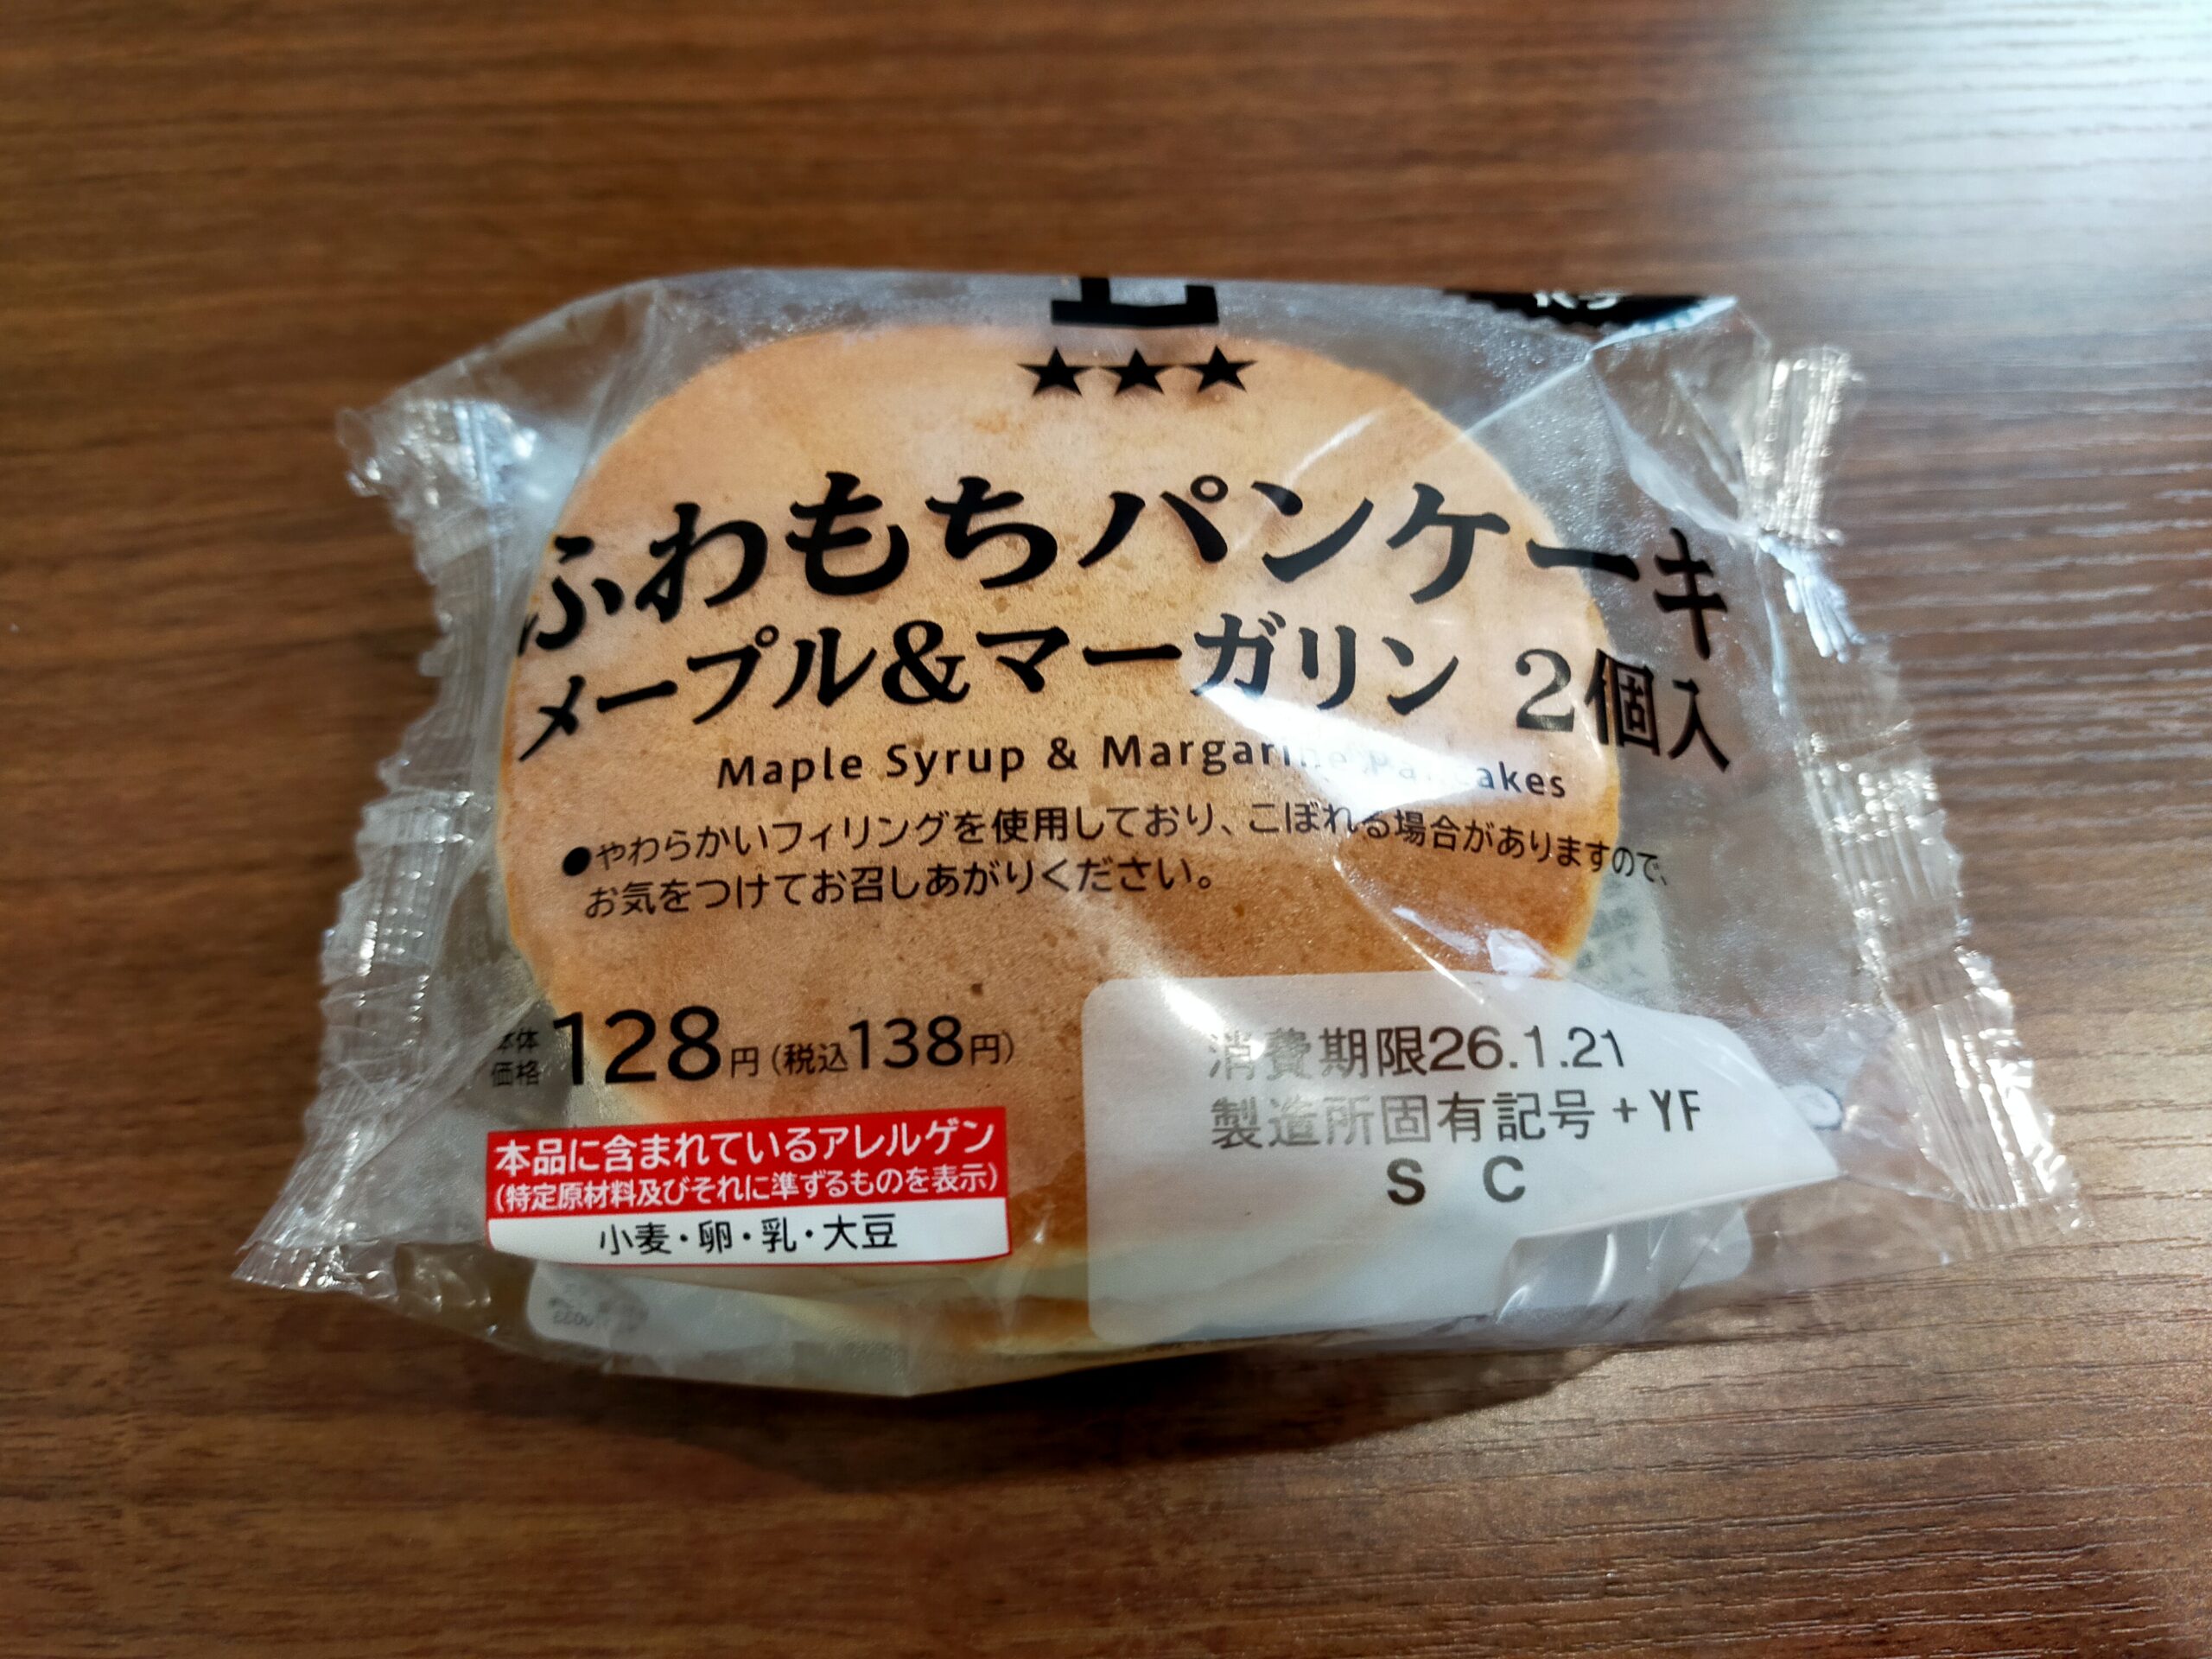 ★★★
ふわもちパンケーキ
メープル&マーガリン 2個入
Maple Syrup & Margarine Pancakes
●やわらかいフィリングを使用しており、こぼれる場合がありますので、
お気をつけてお召しあがりください。
本体価格 128円(税込138円)
消費期限26.1.21
製造所固有記号+YF
S C
本品に含まれているアレルゲン
(特定原材料及びそれに準ずるものを表示)
小麦・卵・乳・大豆